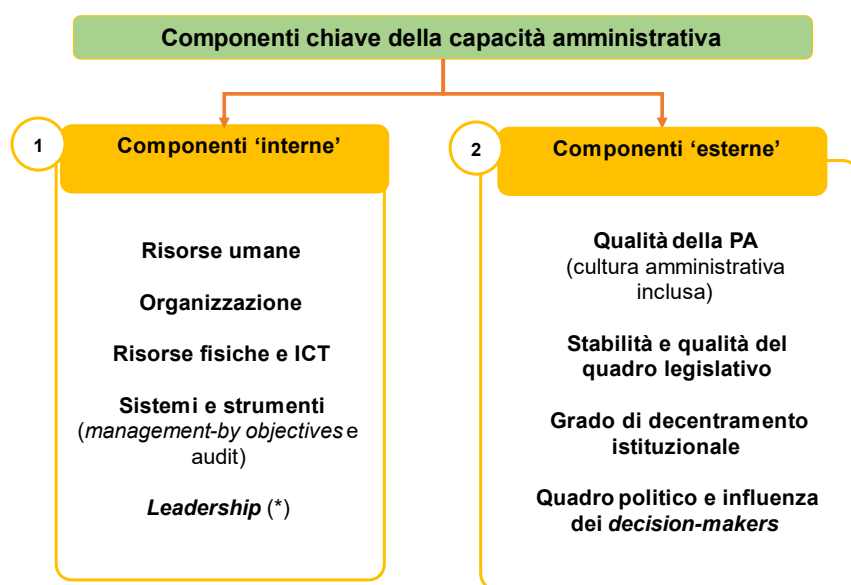 Componenti chiave della capacità amministrativa
1
Componenti ‘interne’
Risorse umane
Organizzazione
Risorse fisiche e ICT
Sistemi e strumenti
(management-by objectives e
audit)
Leadership (*)
2
Componenti ‘esterne’
Qualità della PA
(cultura amministrativa
inclusa)
Stabilità e qualità del
quadro legislativo
Grado di decentramento
istituzionale
Quadro politico e influenza
dei decision-makers